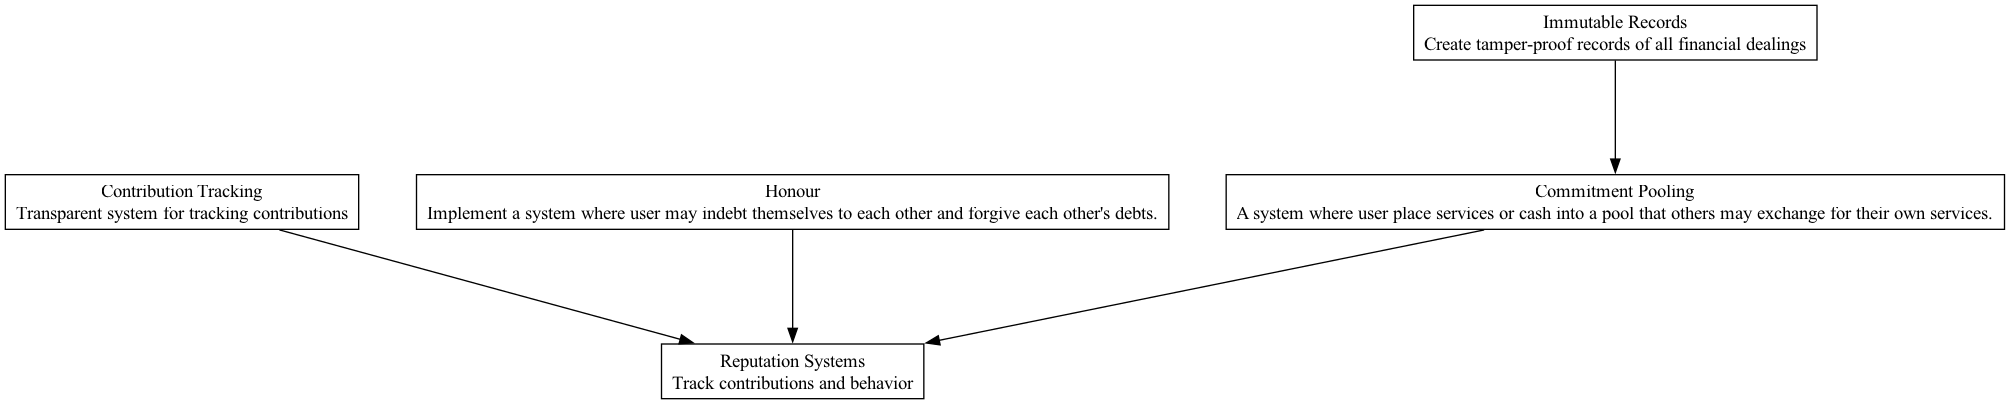 Immutable Records
Create tamper-proof records of all financial dealings
Contribution Tracking
Transparent system for tracking contributions
Honour
Implement a system where user may indebt themselves to each other and forgive each other's debts.
Commitment Pooling
A system where user place services or cash into a pool that others may exchange for their own services.
Reputation Systems
Track contributions and behavior